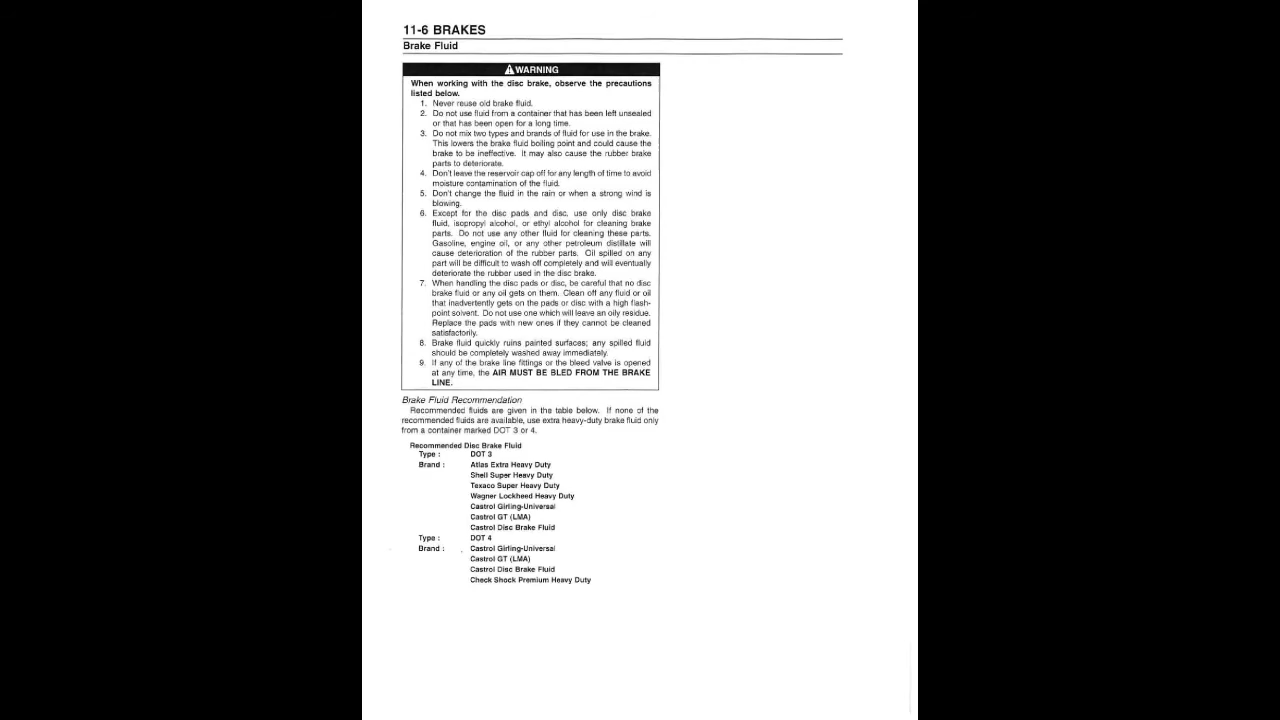 11-6 BRAKES
Brake Fluid
WARNING
When working with the disc brake, observe the precautions
listed below.
1. Never reuse old brake fluid.
2. Do not use fluid from a container that has been left unsealed
or that has been open for a long time.
3. Do not mix two types and brands of fluid for use in the brake.
This lowers the brake fluid boiling point and could cause the
brake to be ineffective. It may also cause the rubber brake
parts to deteriorate.
4. Don't leave the reservoir cap off for any length of time to avoid
moisture contamination of the fluid.
5. Don't change the fluid in the rain or when a strong wind is
blowing.
6. Except for the disc pads and disc, use only disc brake
fluid, isopropyl alcohol, or ethyl alcohol for cleaning brake
parts. Do not use any other fluid for cleaning these parts.
Gasoline, engine oil, or any other petroleum distillate will
cause deterioration of the rubber parts. Oil spilled on any
part will be difficult to wash off completely and will eventually
deteriorate the rubber used in the disc brake.
7. When handling the disc pads or disc, be careful that no disc
brake fluid or any oil gets on them. Clean off any fluid or oil
that inadvertently gets on the pads or disc with a high flash-
point solvent. Do not use one which will leave an oily residue.
Replace the pads with new ones if they cannot be cleaned
satisfactorily.
8. Brake fluid quickly ruins painted surfaces; any spilled fluid
should be completely washed away immediately.
9. If any of the brake line fittings or the bleed valve is opened
at any time, the AIR MUST BE BLED FROM THE BRAKE
LINE.
Brake Fluid Recommendation
Recommended fluids are given in the table below. If none of the
recommended fluids are available, use extra heavy-duty brake fluid only
from a container marked DOT 3 or 4.
Recommended Disc Brake Fluid
Type : DOT 3
Brand : Atlas Extra Heavy Duty
Shell Super Heavy Duty
Texaco Super Heavy Duty
Wagner Lockheed Heavy Duty
Castrol Girling-Universal
Castrol GT (LMA)
Castrol Disc Brake Fluid
Type : DOT 4
Brand : Castrol Girling-Universal
Castrol GT (LMA)
Castrol Disc Brake Fluid
Check Shock Premium Heavy Duty